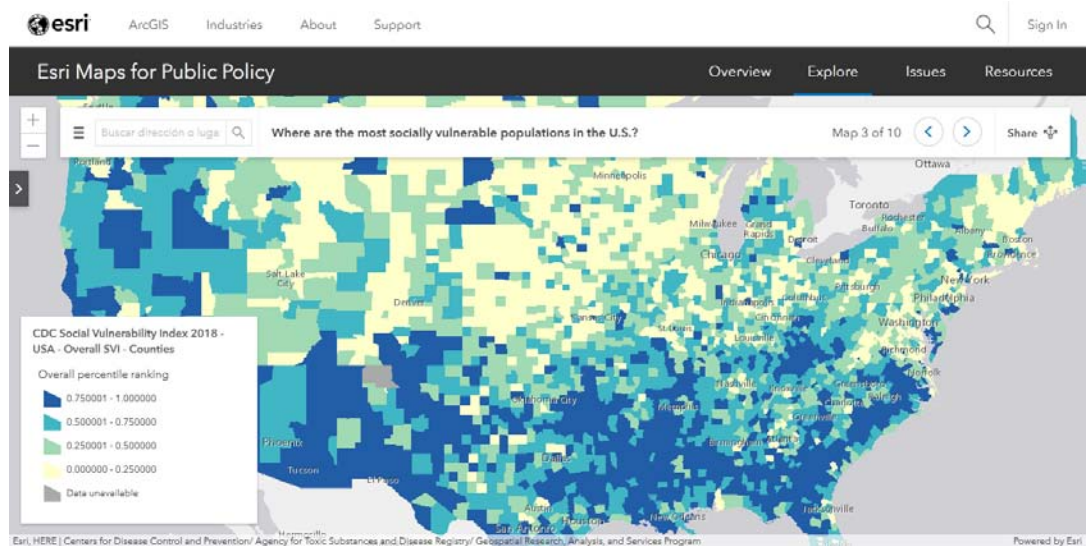 esri
ArcGIS Industries About Support Sign In
Esri Maps for Public Policy Overview Explore Issues Resources
Buscar dirección o luga Where are the most socially vulnerable populations in the U.S.? Map 3 of 10 Share
Portland
Minneapolis
Ottawa
Toronto
Milwaukee Grand Rapids
Rochester
Buffalo
Albany
Boston
Detroit
Chicago
Cleveland
Providence
Salt Lake City
New York
Pittsburgh
Denver
Philadelphia
Indianapolis Columbus
Kansas City
Cincinnati
Washington
St. Louis
Louisville
Richmond
Norfolk
CDC Social Vulnerability Index 2018 -
USA - Overall SVI - Counties
Overall percentile ranking
0.750001 - 1.000000
0.500001 - 0.750000
0.250001 - 0.500000
0.000000 - 0.250000
Data unavailable
Nashville Knoxville Greensboro
Raleigh
Oklahoma City
Memphis
Charlotte
Greenville
Phoenix
Birmingham Atlanta
Tucson
Dallas
El Paso
Austin
Jacksonville
Houston
New Orleans
San Antonio
Hermosillo
Esri, HERE | Centers for Disease Control and Prevention/ Agency for Toxic Substances and Disease Registry/ Geospatial Research, Analysis, and Services Program Powered by Esri